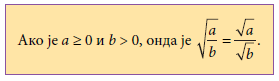 Ако је a ≥ 0 и b > 0, онда је √(a/b) = √a/√b.